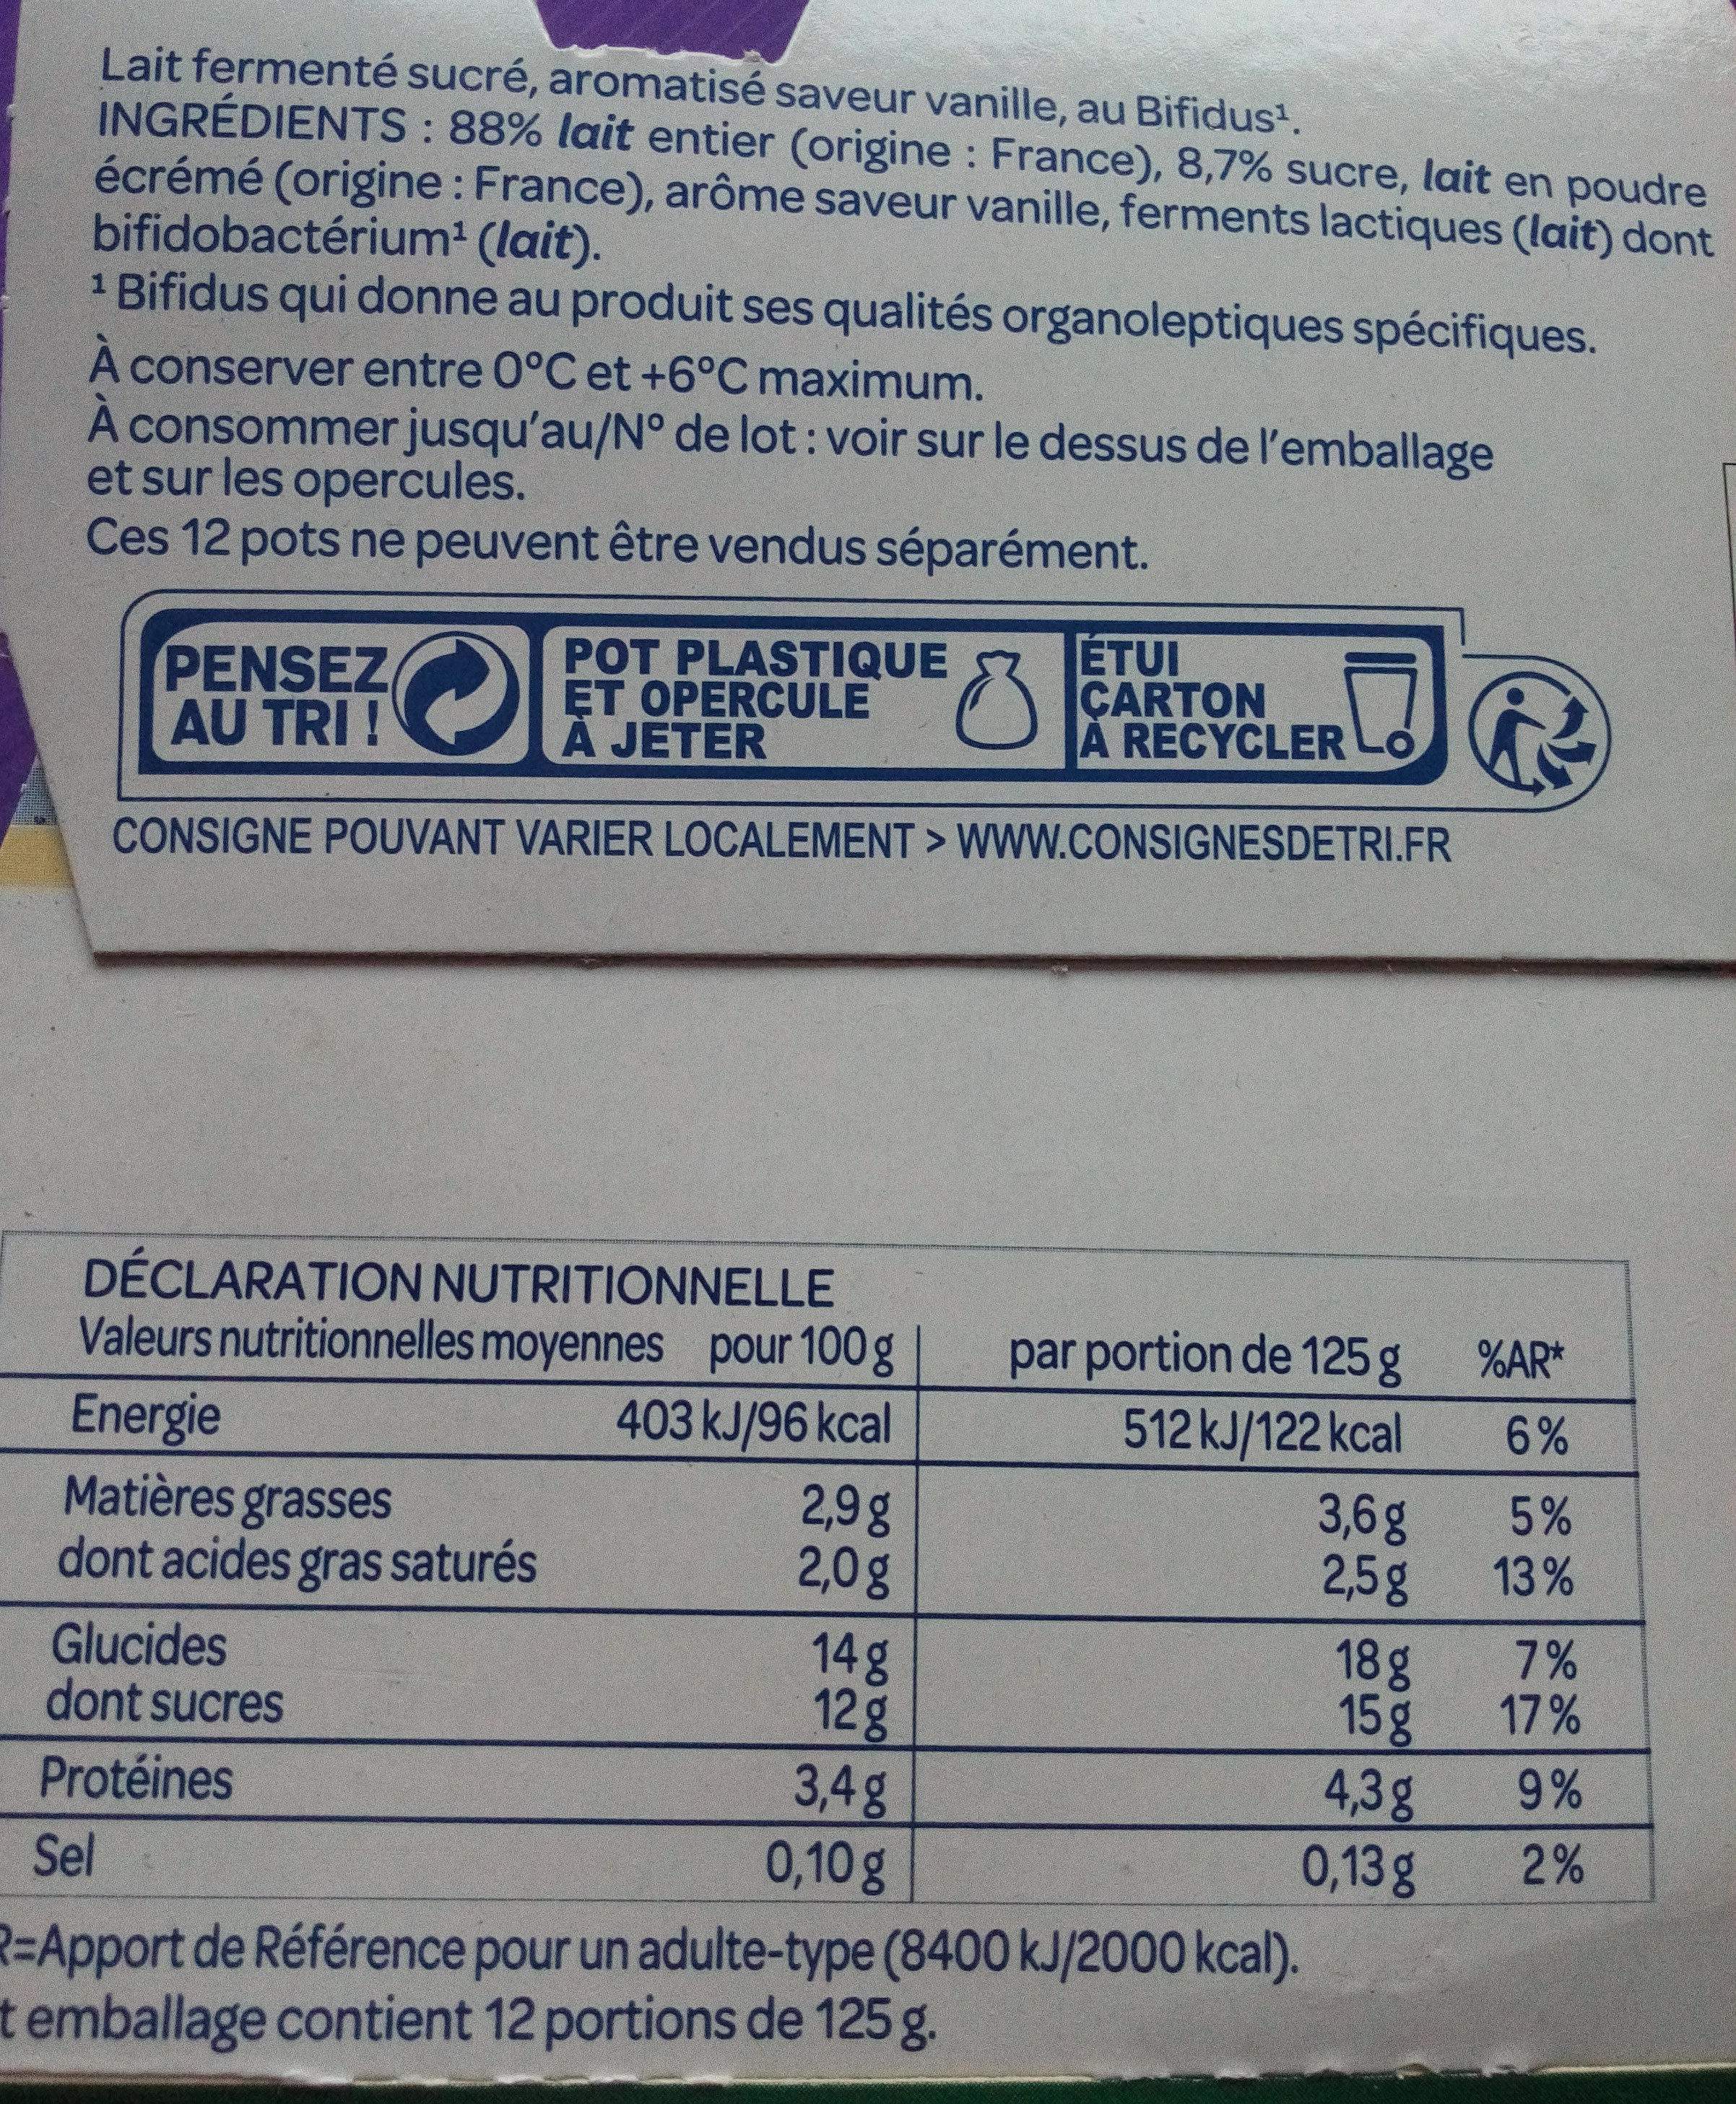 Lait fermenté sucré, aromatisé saveur vanille, au Bifidus¹.
INGRÉDIENTS : 88% lait entier (origine : France), 8,7% sucre, lait en poudre
écrémé (origine : France), arôme saveur vanille, ferments lactiques (lait) dont
bifidobactérium¹ (lait).
¹ Bifidus qui donne au produit ses qualités organoleptiques spécifiques.
À conserver entre 0°C et +6°C maximum.
À consommer jusqu'au/N° de lot : voir sur le dessus de l'emballage
et sur les opercules.
Ces 12 pots ne peuvent être vendus séparément.
PENSEZ
AU TRI !
POT PLASTIQUE
ET OPERCULE
À JETER
ÉTUI
CARTON
À RECYCLER
CONSIGNE POUVANT VARIER LOCALEMENT > WWW.CONSIGNESDETRI.FR
DÉCLARATION NUTRITIONNELLE
Valeurs nutritionnelles moyennes pour 100 g par portion de 125 g %AR*
Energie 403 kJ/96 kcal 512 kJ/122 kcal 6%
Matières grasses 2,9 g 3,6 g 5%
dont acides gras saturés 2,0 g 2,5 g 13%
Glucides 14 g 18 g 7%
dont sucres 12 g 15 g 17%
Protéines 3,4 g 4,3 g 9%
Sel 0,10 g 0,13 g 2%
R=Apport de Référence pour un adulte-type (8400 kJ/2000 kcal).
t emballage contient 12 portions de 125 g.